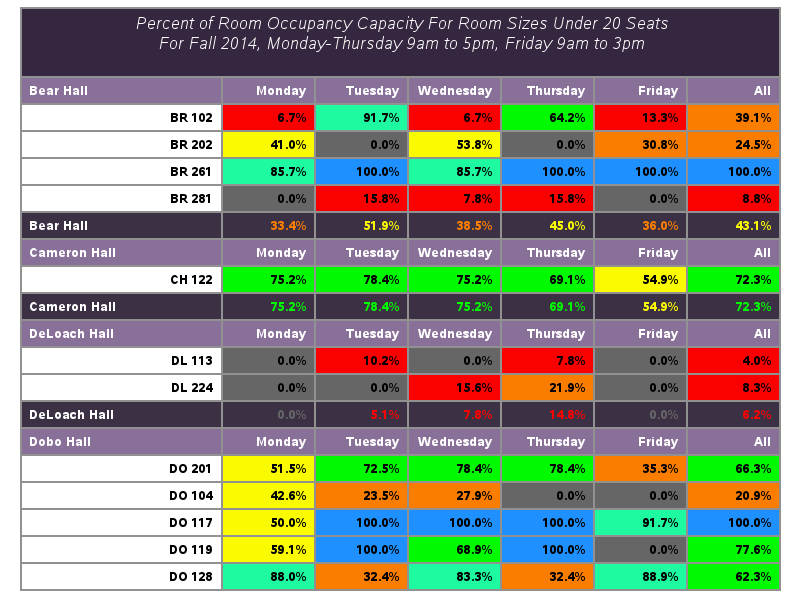 Percent of Room Occupancy Capacity For Room Sizes Under 20 Seats
For Fall 2014, Monday-Thursday 9am to 5pm, Friday 9am to 3pm
Bear Hall Monday Tuesday Wednesday Thursday Friday All
BR 102 6.7% 91.7% 6.7% 64.2% 13.3% 39.1%
BR 202 41.0% 0.0% 53.8% 0.0% 30.8% 24.5%
BR 261 85.7% 100.0% 85.7% 100.0% 100.0% 100.0%
BR 281 0.0% 15.8% 7.8% 15.8% 0.0% 8.8%
Bear Hall 33.4% 51.9% 38.5% 45.0% 36.0% 43.1%
Cameron Hall Monday Tuesday Wednesday Thursday Friday All
CH 122 75.2% 78.4% 75.2% 69.1% 54.9% 72.3%
Cameron Hall 75.2% 78.4% 75.2% 69.1% 54.9% 72.3%
DeLoach Hall Monday Tuesday Wednesday Thursday Friday All
DL 113 0.0% 10.2% 0.0% 7.8% 0.0% 4.0%
DL 224 0.0% 0.0% 15.6% 21.9% 0.0% 8.3%
DeLoach Hall 0.0% 5.1% 7.8% 14.8% 0.0% 6.2%
Dobo Hall Monday Tuesday Wednesday Thursday Friday All
DO 201 51.5% 72.5% 78.4% 78.4% 35.3% 66.3%
DO 104 42.6% 23.5% 27.9% 0.0% 0.0% 20.9%
DO 117 50.0% 100.0% 100.0% 100.0% 91.7% 100.0%
DO 119 59.1% 100.0% 68.9% 100.0% 0.0% 77.6%
DO 128 88.0% 32.4% 83.3% 32.4% 88.9% 62.3%